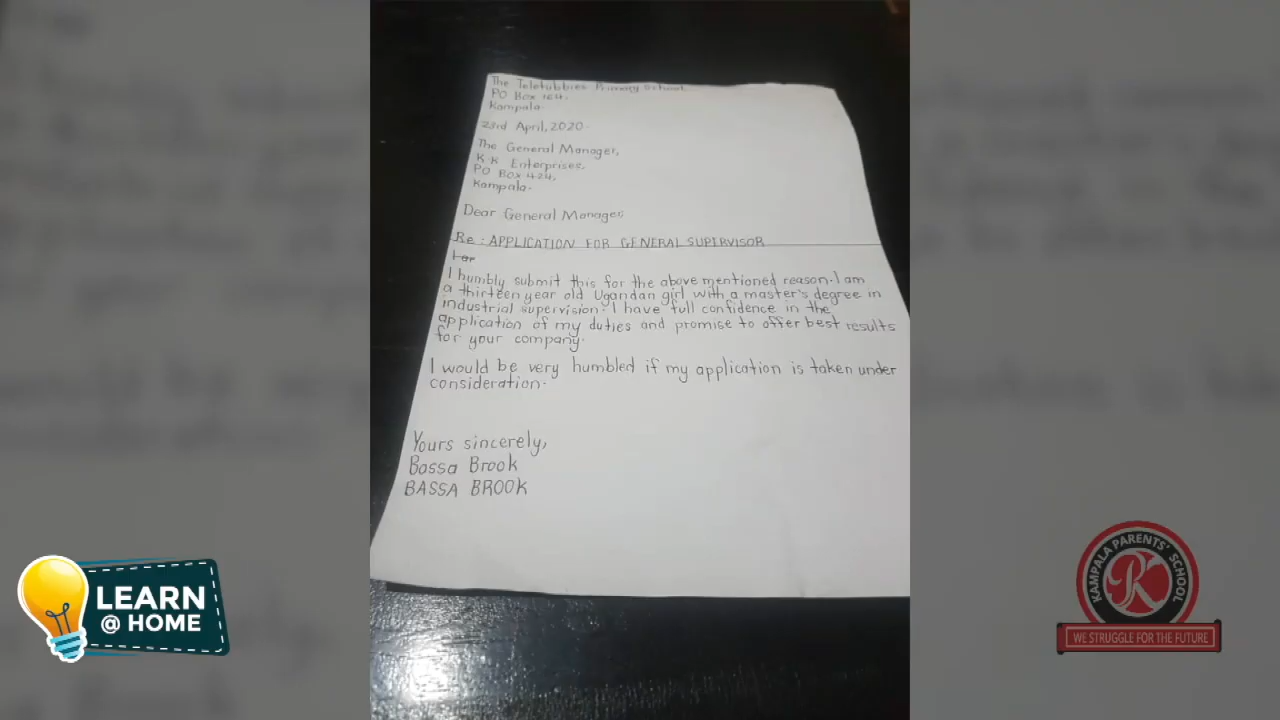 The Teletubbies Primary School
PO Box 164,
Kampala.
23rd April, 2020.
The General Manager,
K.K Enterprises,
PO Box 424,
Kampala.
Dear General Manager,
Re: APPLICATION FOR GENERAL SUPERVISOR
I humbly submit this for the above mentioned reason. I am
a thirteen year old Ugandan girl with a master's degree in
industrial supervision. I have full confidence in the
application of my duties and promise to offer best results
for your company.
I would be very humbled if my application is taken under
consideration.
Yours sincerely,
Bassa Brook
BASSA BROOK
LEARN
@ HOME
KAMPALA PARENTS' SCHOOL
WE STRUGGLE FOR THE FUTURE